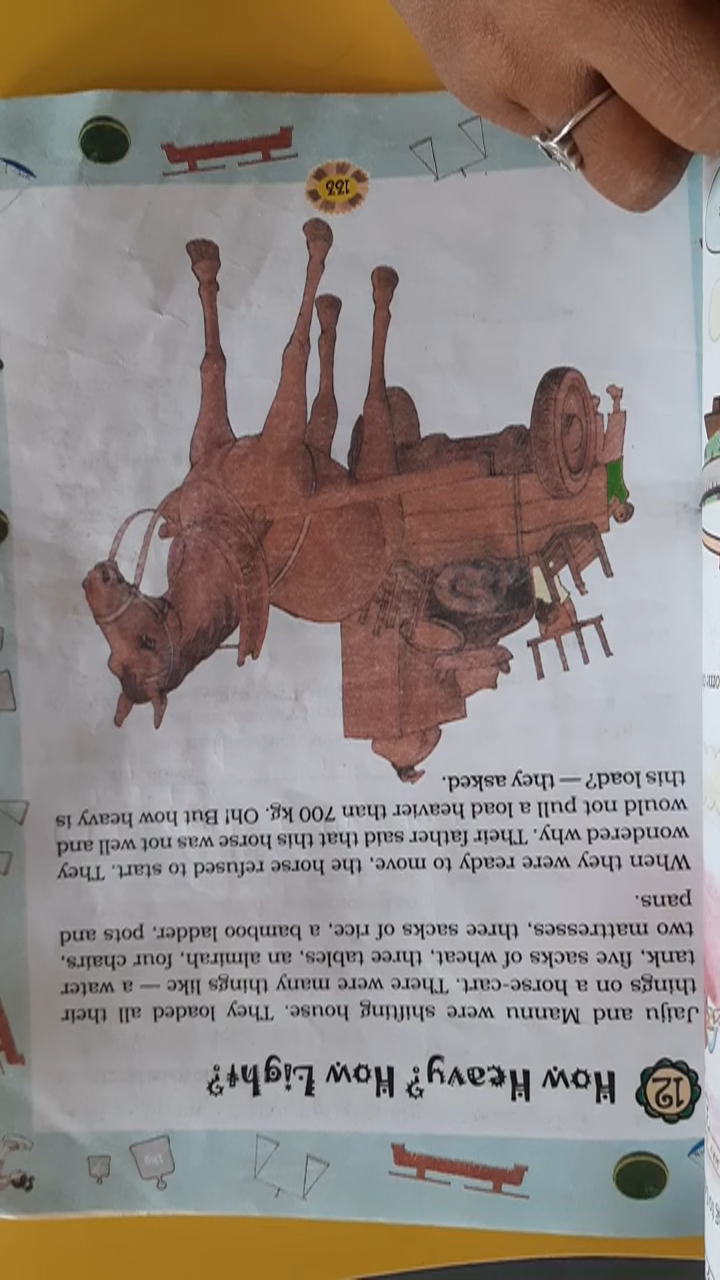 12
How Heavy? How Light?
Jaiju and Mannu were shifting house. They loaded all their
things on a horse-cart. There were many things like — a water
tank, five sacks of wheat, three tables, an almirah, four chairs,
two mattresses, three sacks of rice, a bamboo ladder, pots and
pans.
When they were ready to move, the horse refused to start. They
wondered why. Their father said that this horse was not well and
would not pull a load heavier than 700 kg. Oh! But how heavy is
this load? — they asked.
133